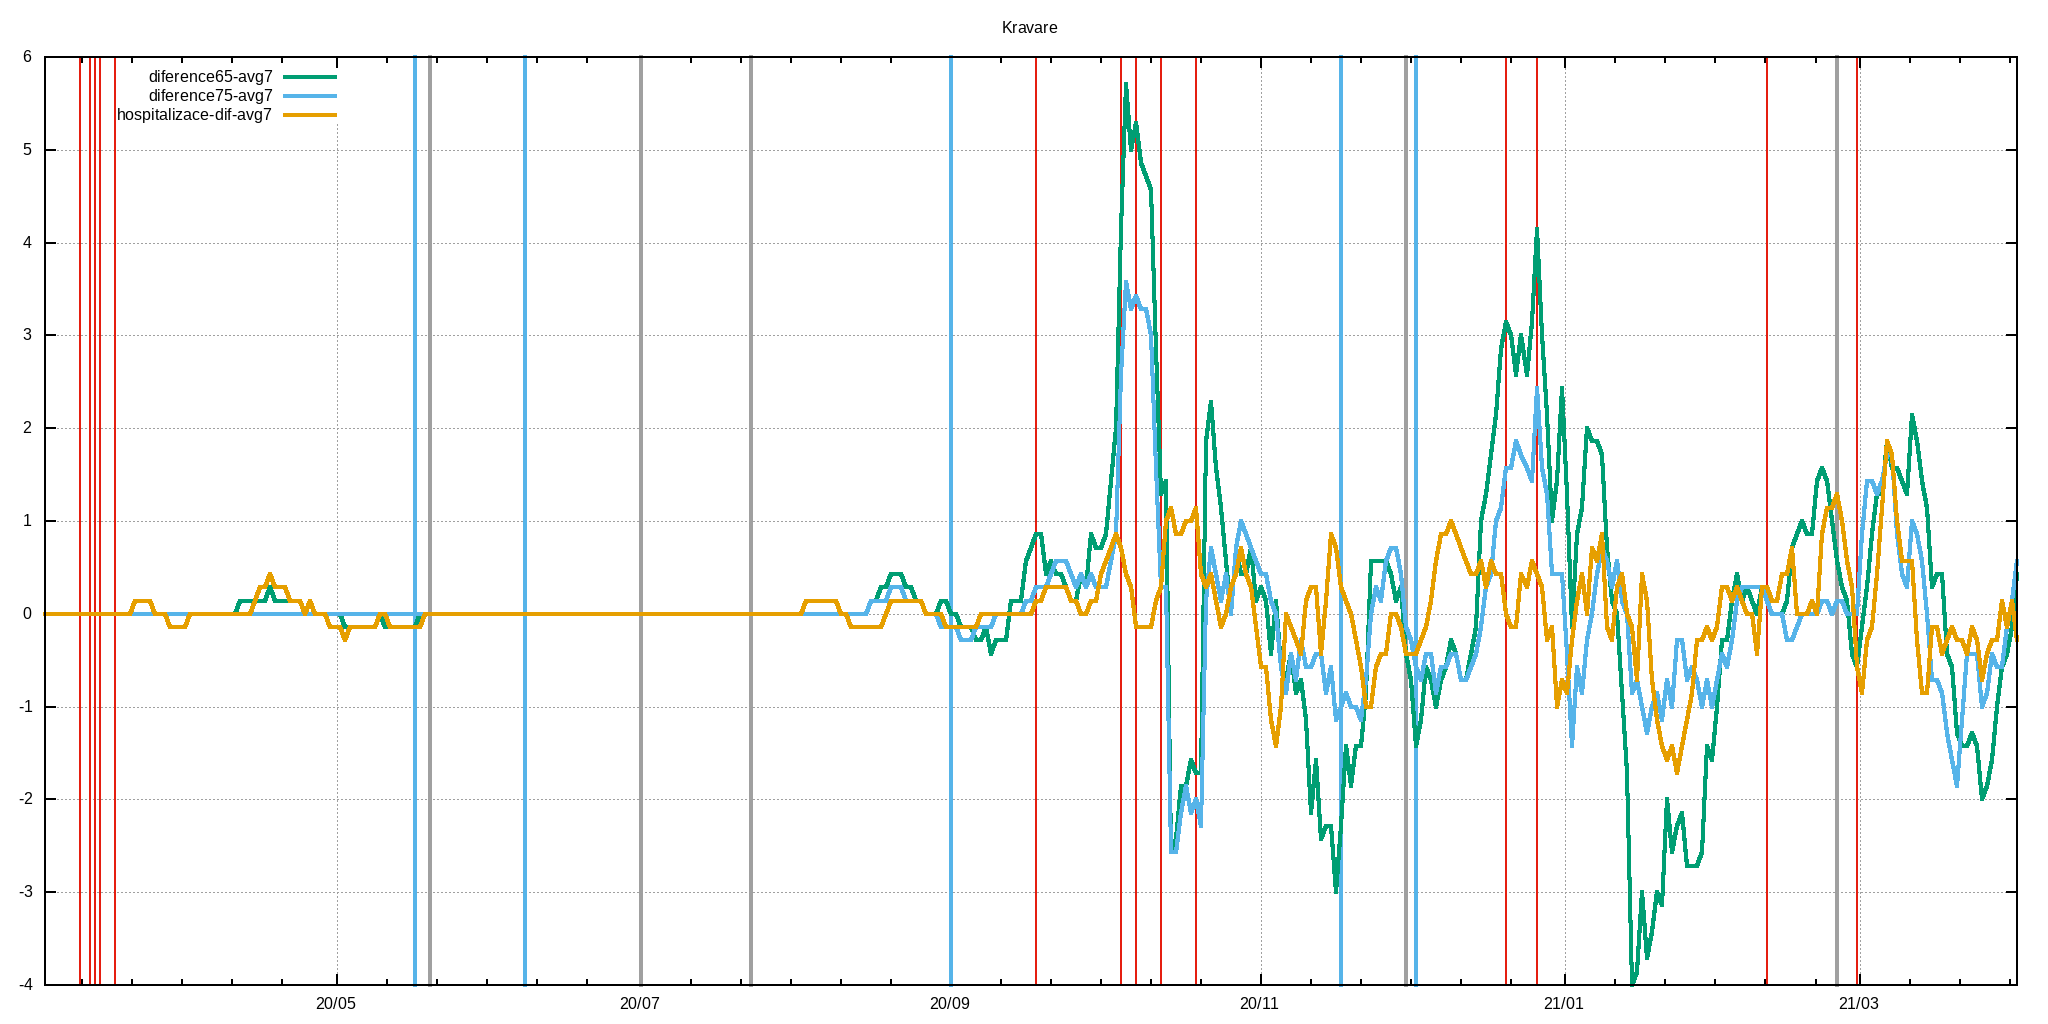 Kravare
6
diference65-avg7
diference75-avg7
hospitalizace-dif-avg7
5
4
3
2
1
0
-1
-2
-3
-4
20/05 20/07 20/09 20/11 21/01 21/03